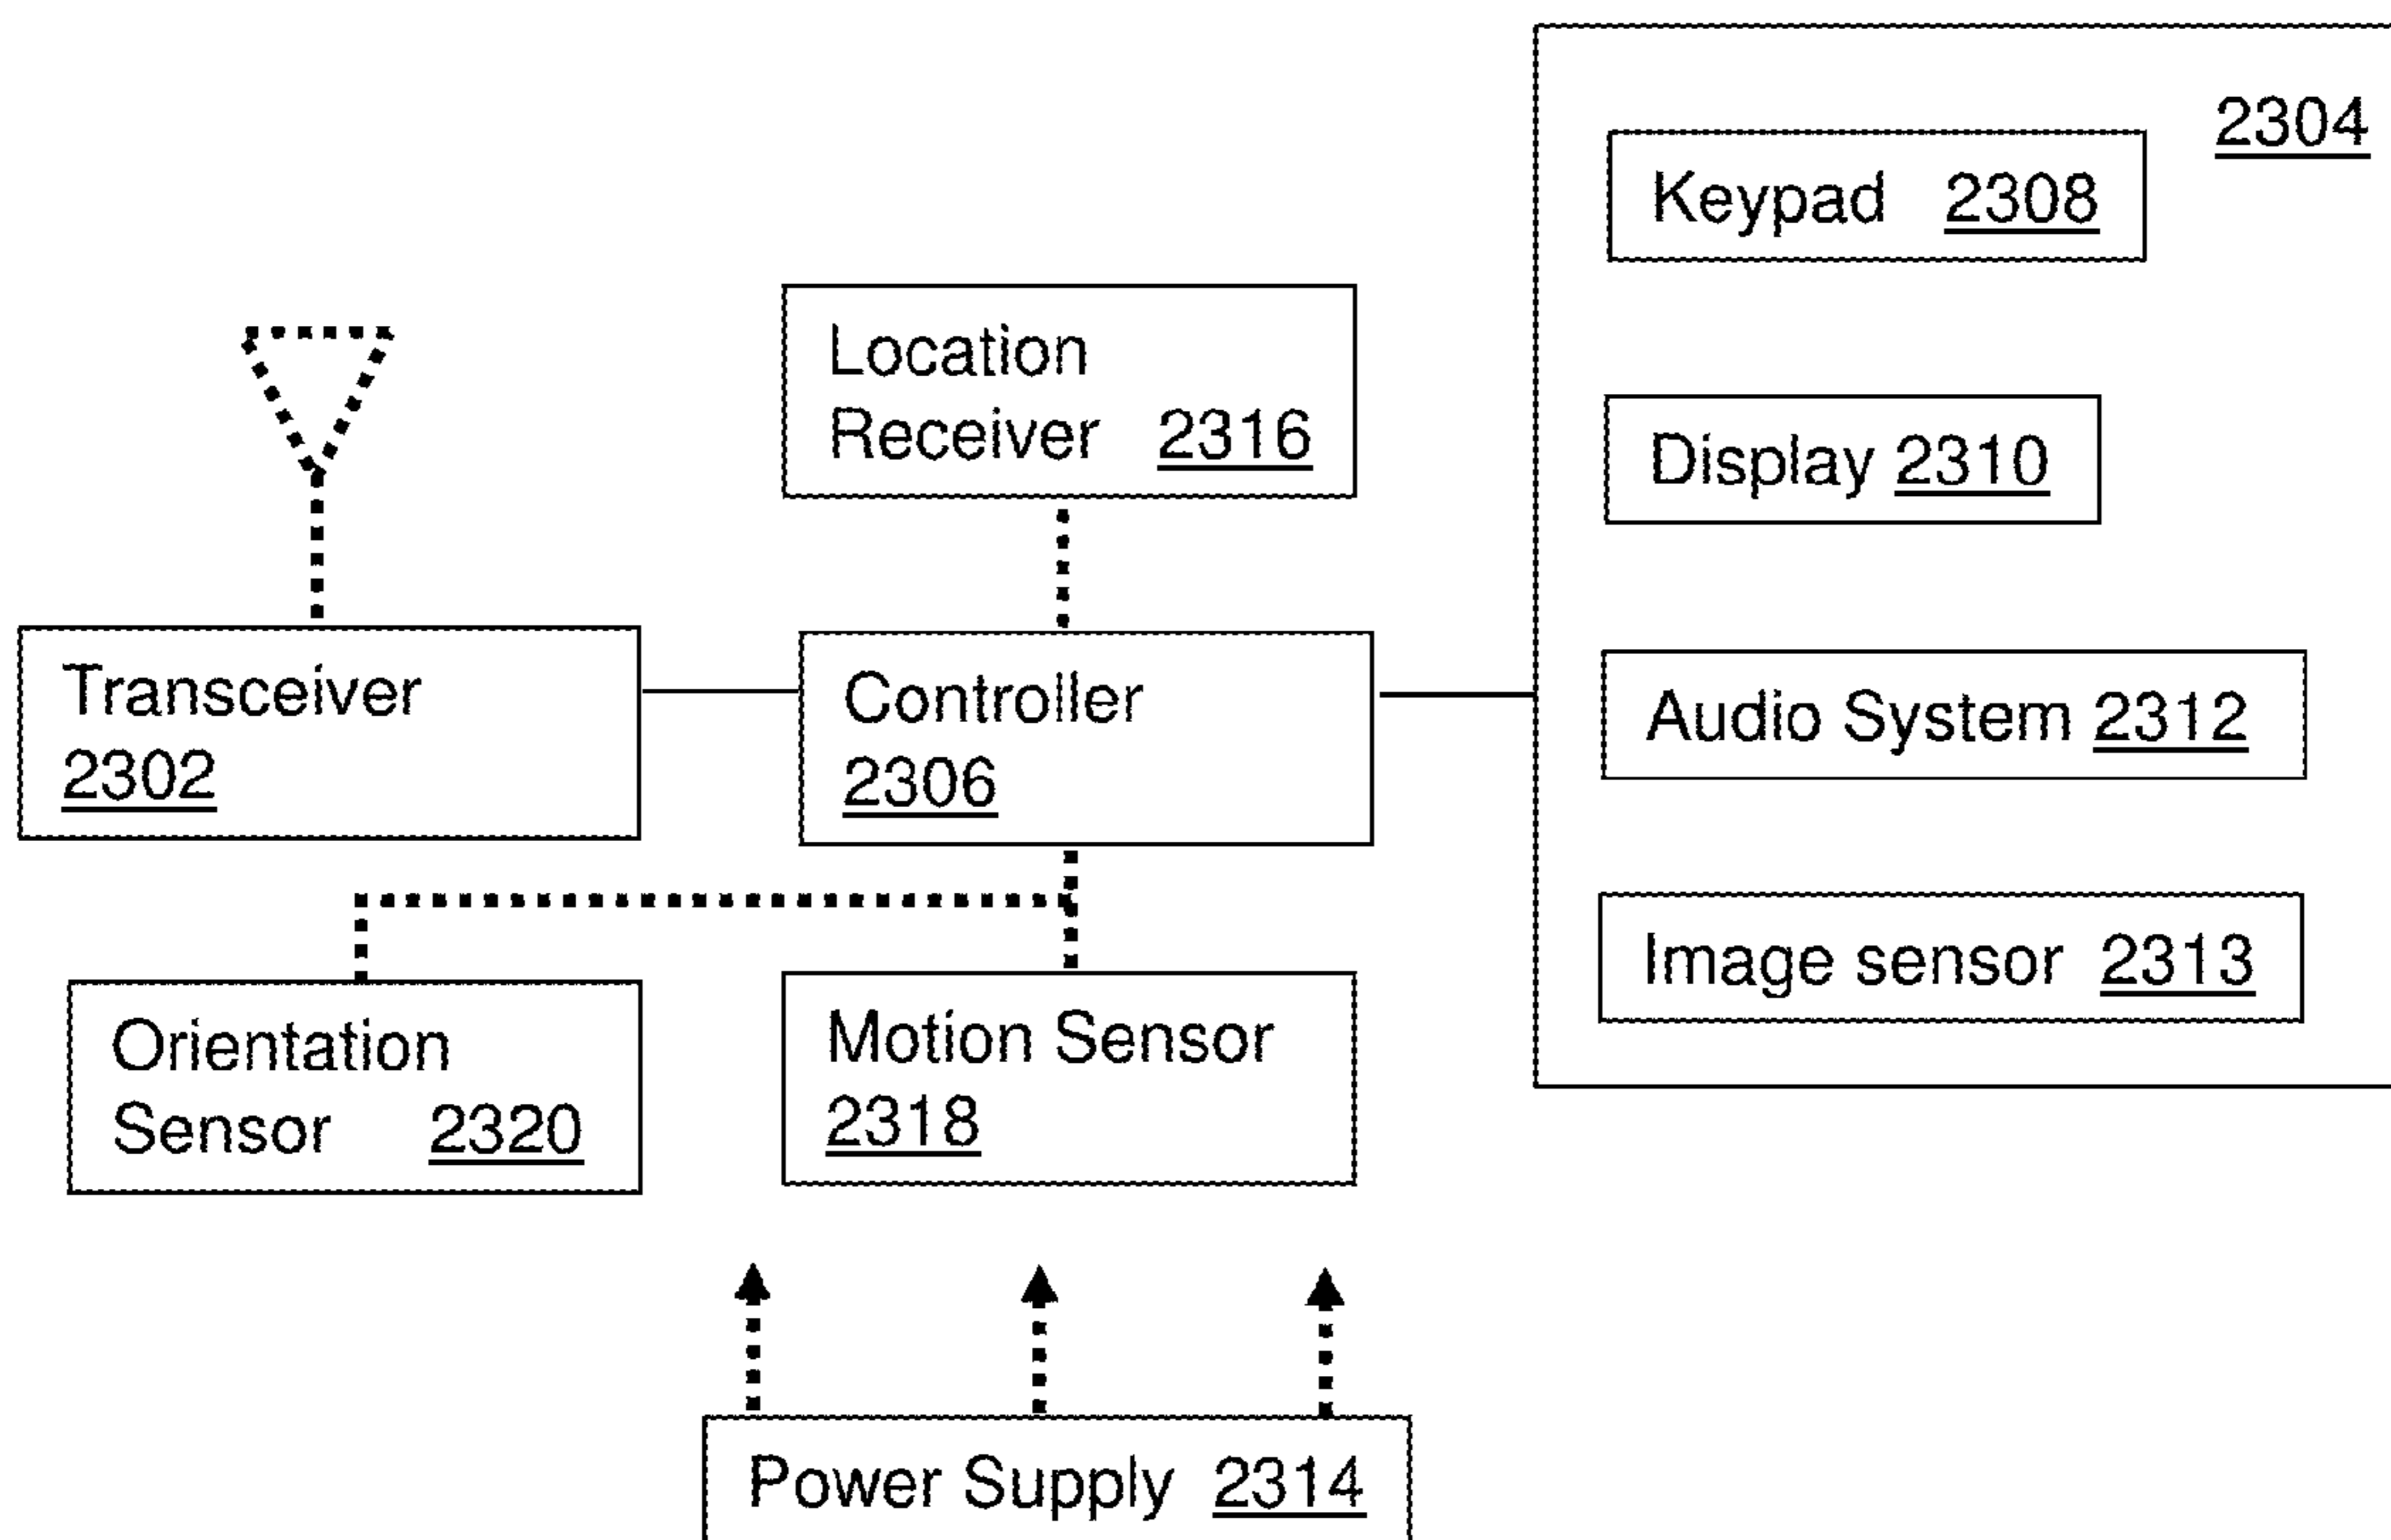 2304
Keypad 2308
Location
Receiver 2316
Display 2310
Transceiver
2302
Controller
2306
Audio System 2312
Image sensor 2313
Orientation
Sensor 2320
Motion Sensor
2318
Power Supply 2314